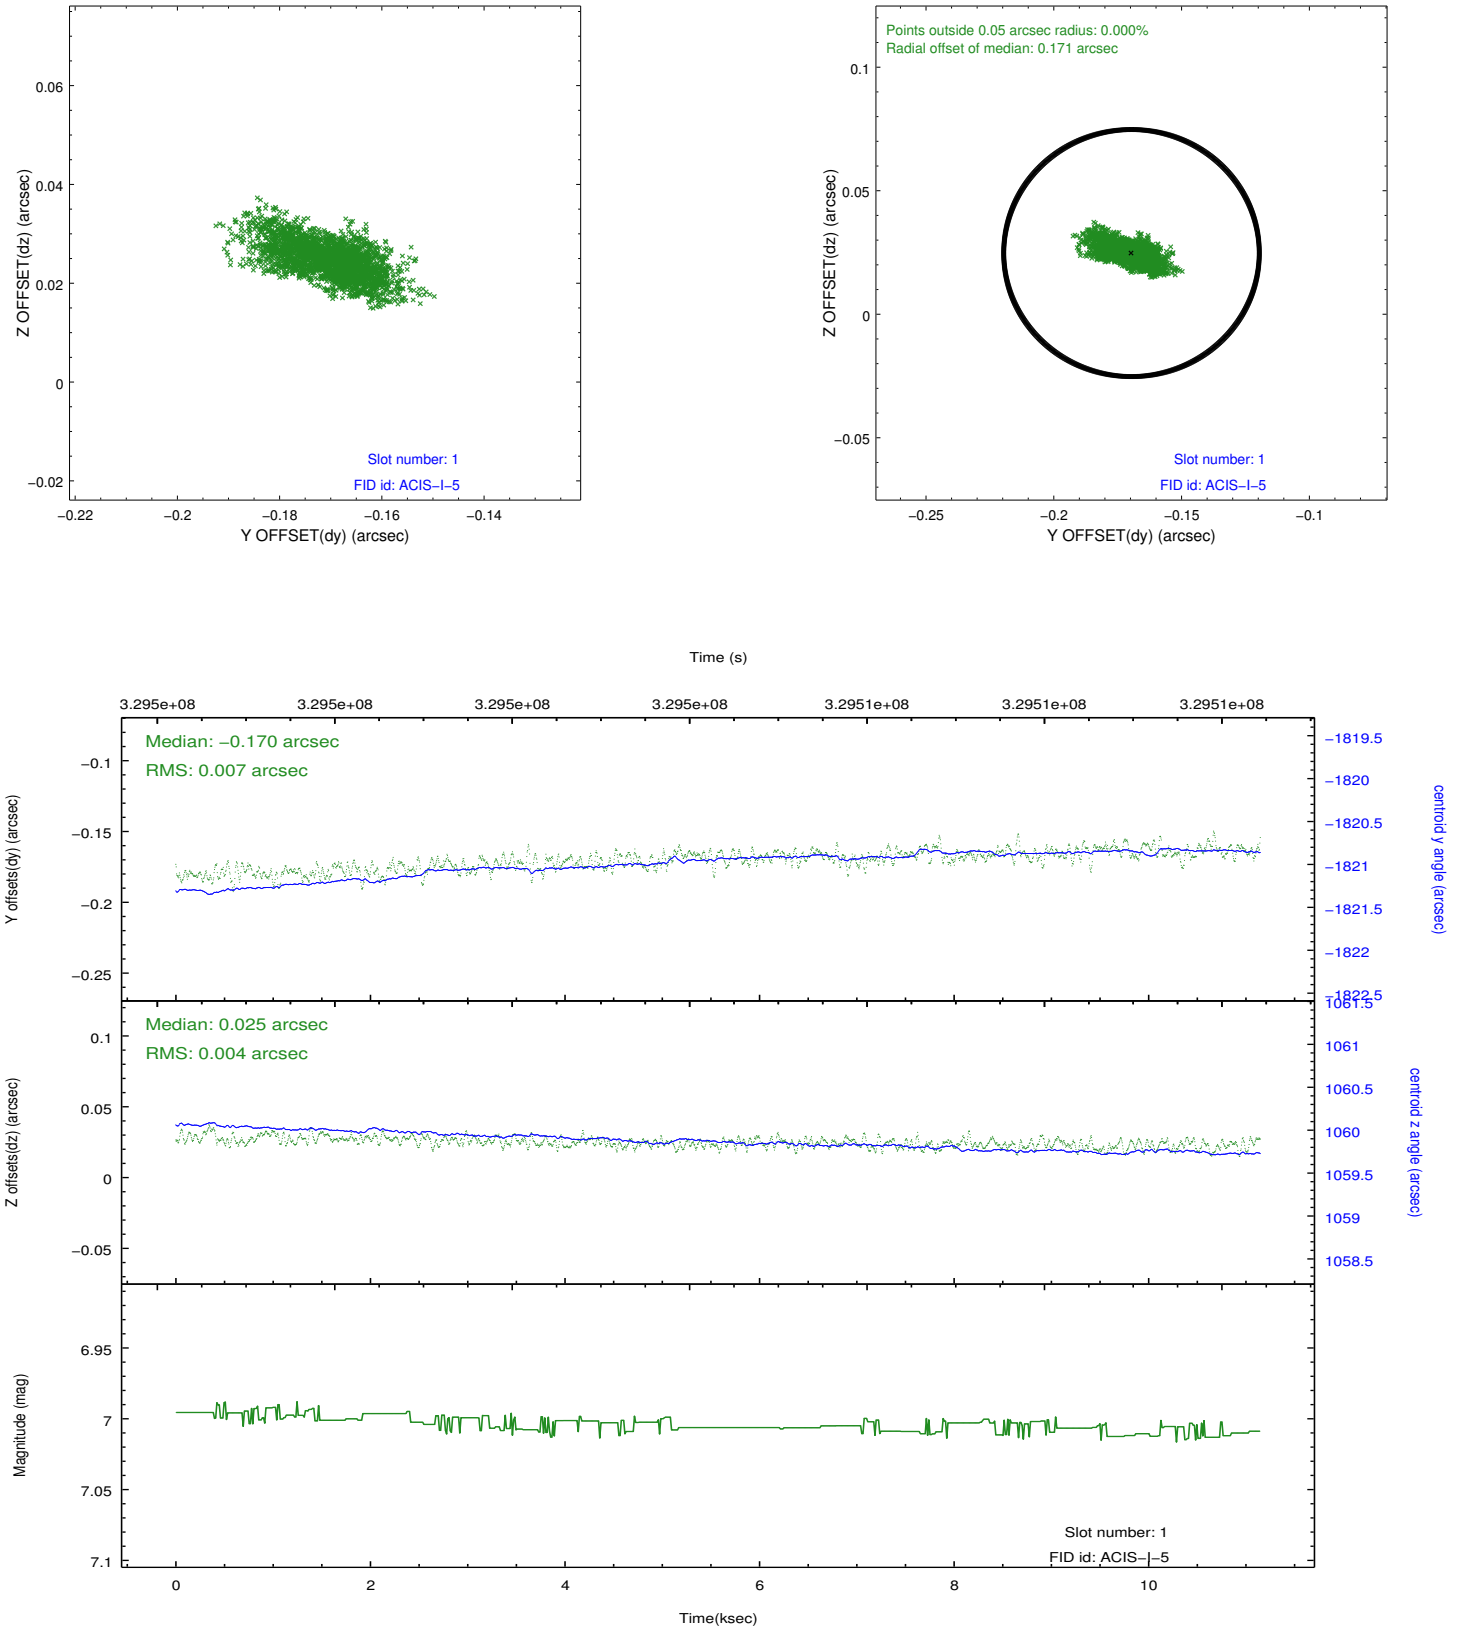 0.06
0.04
0.02
0
−0.02
Z OFFSET(dz) (arcsec)
−0.22
−0.2
−0.18
−0.16
−0.14
Y OFFSET(dy) (arcsec)
Slot number: 1
FID id: ACIS−I−5
Points outside 0.05 arcsec radius: 0.000%
Radial offset of median: 0.171 arcsec
0.1
0.05
0
−0.05
Z OFFSET(dz) (arcsec)
−0.25
−0.2
−0.15
−0.1
Y OFFSET(dy) (arcsec)
Slot number: 1
FID id: ACIS−I−5
Time (s)
3.295e+08
3.295e+08
3.295e+08
3.295e+08
3.2951e+08
3.2951e+08
3.2951e+08
Median: −0.170 arcsec
RMS: 0.007 arcsec
−0.1
−0.15
−0.2
−0.25
Y offsets(dy) (arcsec)
−1819.5
−1820
−1820.5
−1821
−1821.5
−1822
−1822.5
centroid y angle (arcsec)
Median: 0.025 arcsec
RMS: 0.004 arcsec
0.1
0.05
0
−0.05
Z offsets(dz) (arcsec)
1061.5
1061
1060.5
1060
1059.5
1059
1058.5
centroid z angle (arcsec)
6.95
7
7.05
7.1
Magnitude (mag)
Slot number: 1
FID id: ACIS−I−5
0
2
4
6
8
10
Time(ksec)